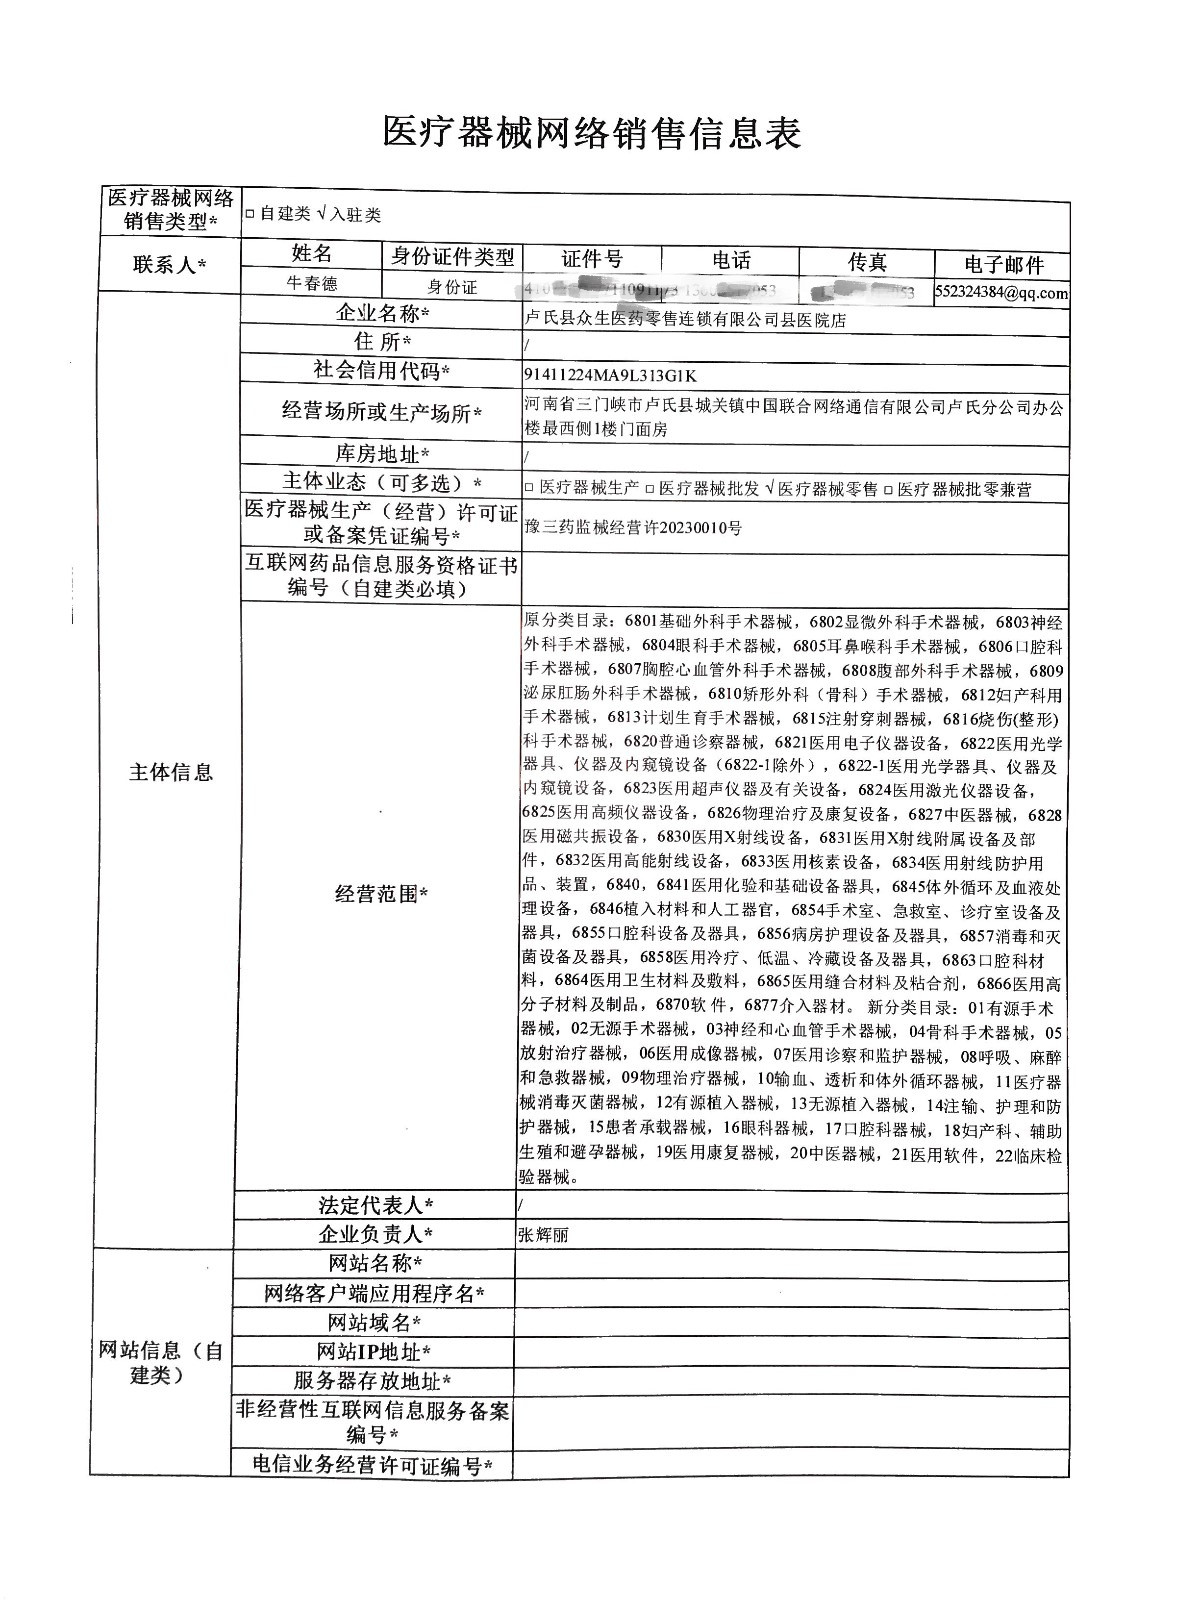 医疗器械网络销售信息表
医疗器械网络
销售类型*
□ 自建类 √ 入驻类
联系人*
姓名 身份证件类型 证件号 电话 传真 电子邮件
牛春德 身份证 552324384@qq.com
主体信息
企业名称* 卢氏县众生医药零售连锁有限公司县医院店
住 所* /
社会信用代码* 91411224MA9L313G1K
经营场所或生产场所*
河南省三门峡市卢氏县城关镇中国联合网络通信有限公司卢氏分公司办公
楼最西侧1楼门面房
库房地址* /
主体业态（可多选）* □ 医疗器械生产 □ 医疗器械批发 √ 医疗器械零售 □ 医疗器械批零兼营
医疗器械生产（经营）许可证
或备案凭证编号*
豫三药监械经营许20230010号
互联网药品信息服务资格证书
编号（自建类必填）
经营范围*
原分类目录：6801基础外科手术器械，6802显微外科手术器械，6803神经
外科手术器械，6804眼科手术器械，6805耳鼻喉科手术器械，6806口腔科
手术器械，6807胸腔心血管外科手术器械，6808腹部外科手术器械，6809
泌尿肛肠外科手术器械，6810矫形外科（骨科）手术器械，6812妇产科用
手术器械，6813计划生育手术器械，6815注射穿刺器械，6816烧伤(整形)
科手术器械，6820普通诊察器械，6821医用电子仪器设备，6822医用光学
器具、仪器及内窥镜设备（6822-1除外），6822-1医用光学器具、仪器及
内窥镜设备，6823医用超声仪器及有关设备，6824医用激光仪器设备，
6825医用高频仪器设备，6826物理治疗及康复设备，6827中医器械，6828
医用磁共振设备，6830医用X射线设备，6831医用X射线附属设备及部
件，6832医用高能射线设备，6833医用核素设备，6834医用射线防护用
品、装置，6840，6841医用化验和基础设备器具，6845体外循环及血液处
理设备，6846植入材料和人工器官，6854手术室、急救室、诊疗室设备及
器具，6855口腔科设备及器具，6856病房护理设备及器具，6857消毒和灭
菌设备及器具，6858医用冷疗、低温、冷藏设备及器具，6863口腔科材
料，6864医用卫生材料及敷料，6865医用缝合材料及粘合剂，6866医用高
分子材料及制品，6870软 件，6877介入器材。 新分类目录：01有源手术
器械，02无源手术器械，03神经和心血管手术器械，04骨科手术器械，05
放射治疗器械，06医用成像器械，07医用诊察和监护器械，08呼吸、麻醉
和急救器械，09物理治疗器械，10输血、透析和体外循环器械，11医疗器
械消毒灭菌器械，12有源植入器械，13无源植入器械，14注输、护理和防
护器械，15患者承载器械，16眼科器械，17口腔科器械，18妇产科、辅助
生殖和避孕器械，19医用康复器械，20中医器械，21医用软件，22临床检
验器械。
法定代表人* /
企业负责人* 张辉丽
网站信息（自
建类）
网站名称*
网络客户端应用程序名*
网站域名*
网站IP地址*
服务器存放地址*
非经营性互联网信息服务备案
编号*
电信业务经营许可证编号*